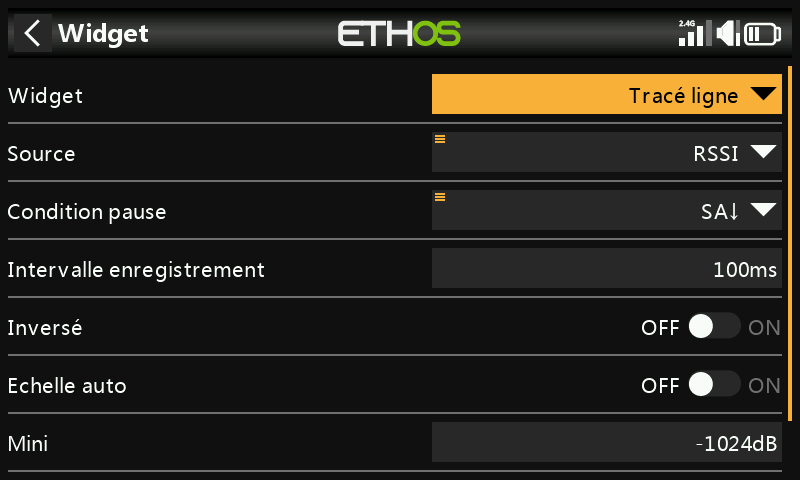 Widget
ETHOS
2.4G
Widget
Tracé ligne
Source
RSSI
Condition pause
SA↓
Intervalle enregistrement
100ms
Inversé
OFF ON
Echelle auto
OFF ON
Mini
-1024dB